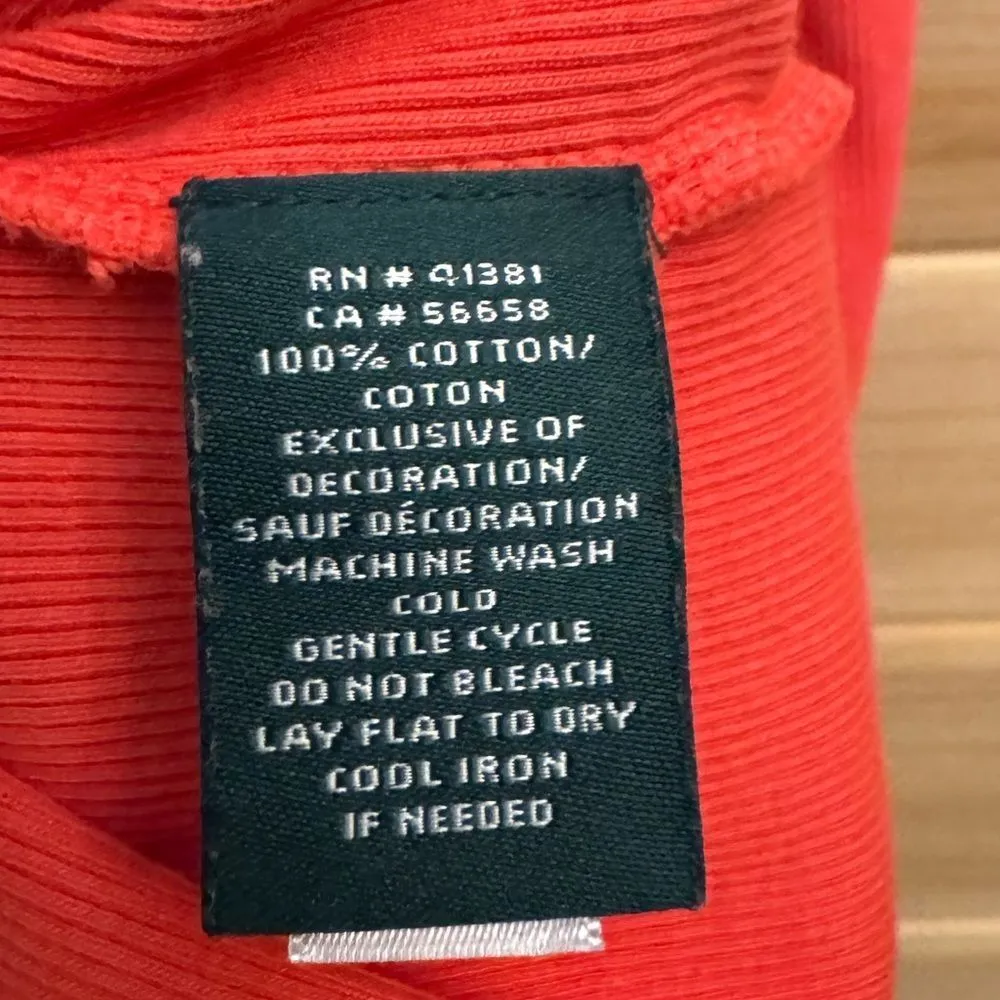 RN # 41381
CA # 56658
100% COTTON/
COTON
EXCLUSIVE OF
DECORATION/
SAUF DÉCORATION
MACHINE WASH
COLD
GENTLE CYCLE
DO NOT BLEACH
LAY FLAT TO DRY
COOL IRON
IF NEEDED